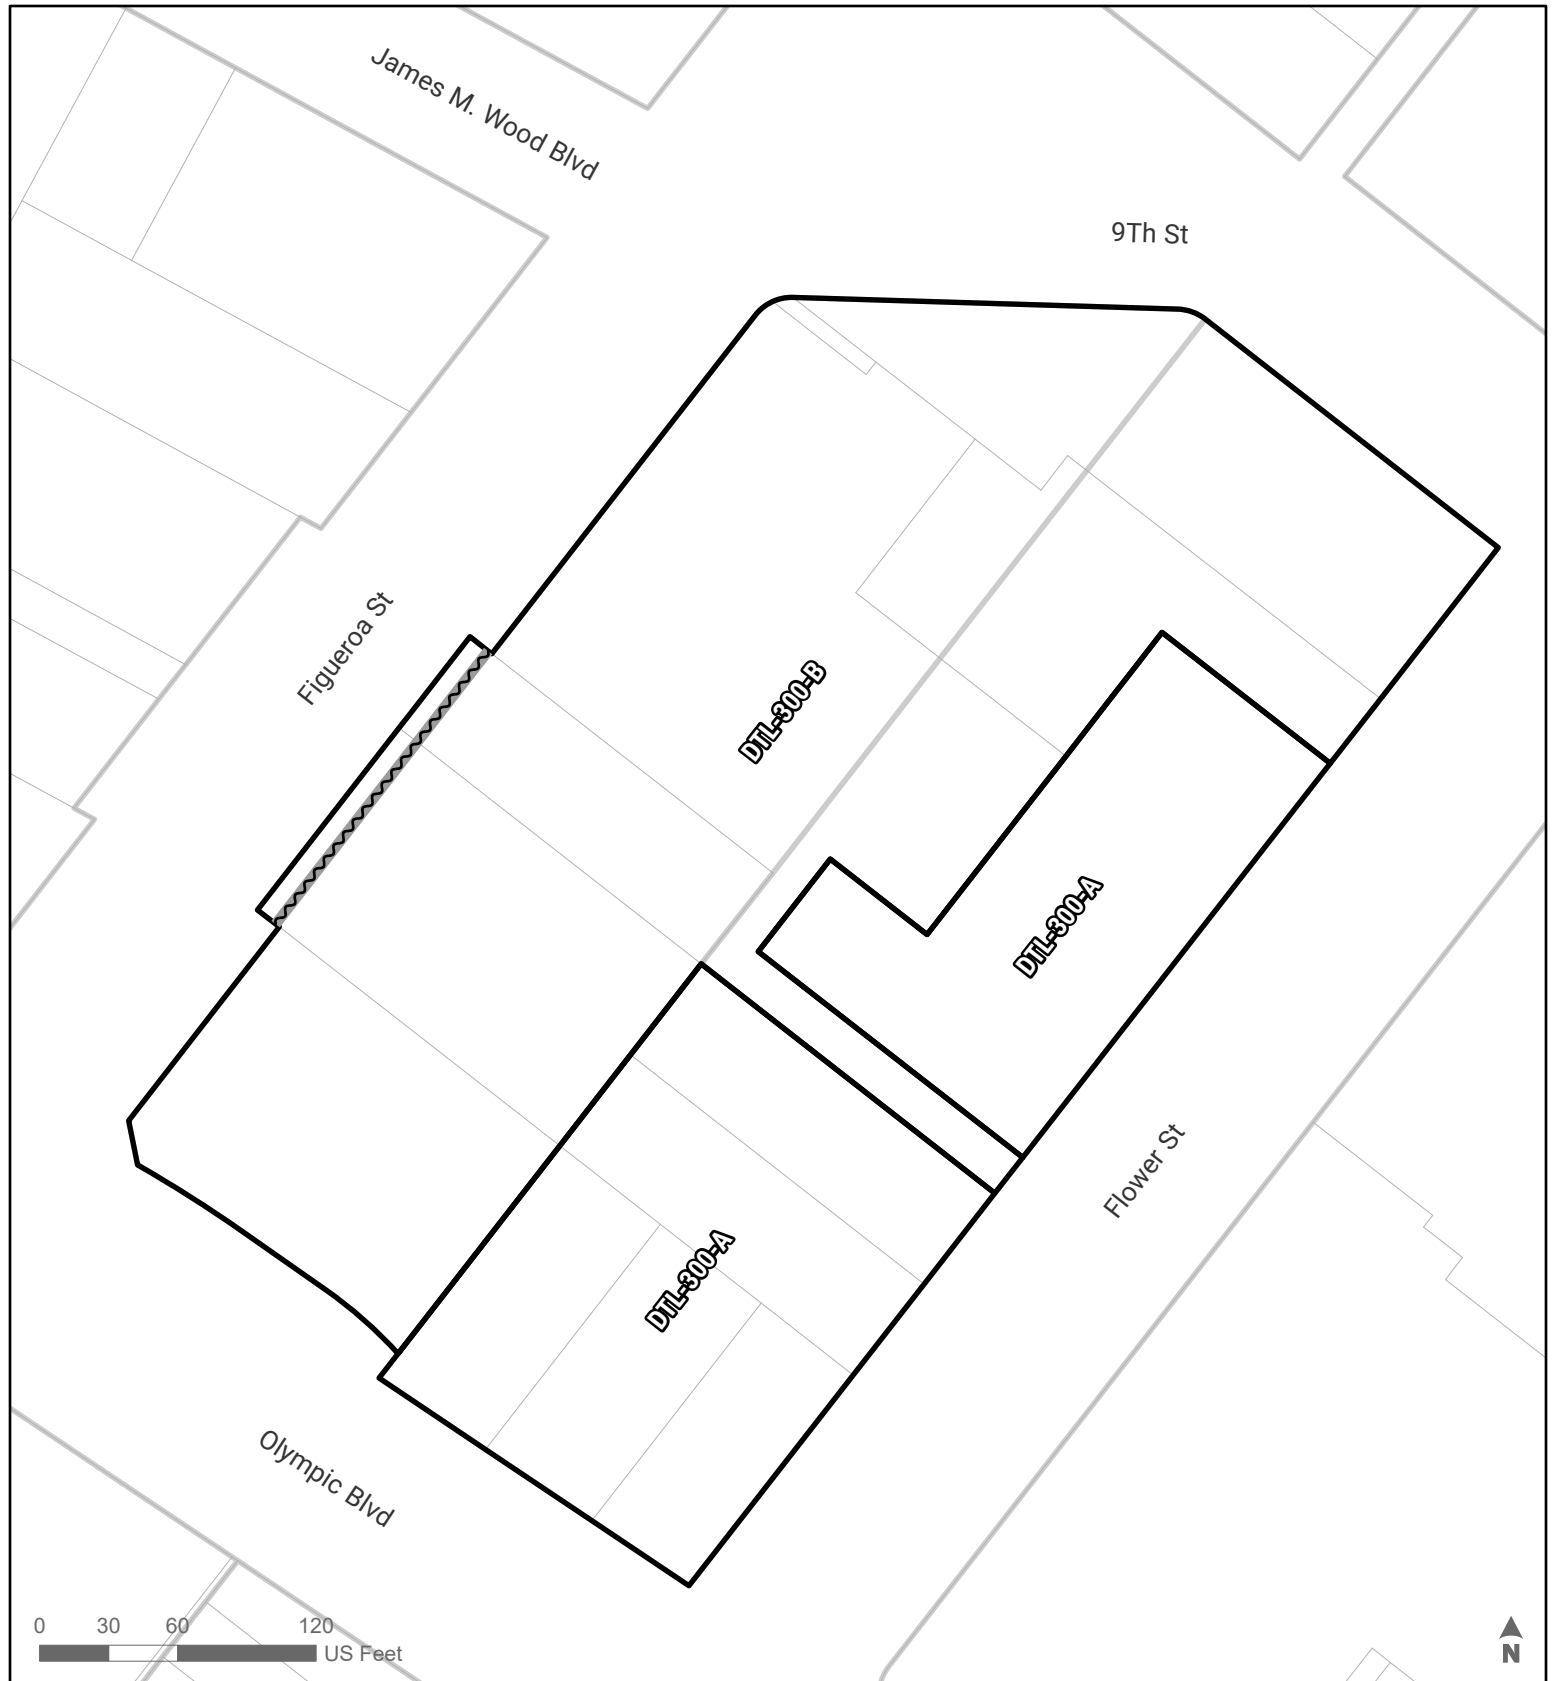 James M. Wood Blvd
9Th St
Figueroa St
DTL-300-B
DTL-300-A
Flower St
DTL-300-A
Olympic Blvd
0 30 60 120
US Feet
N